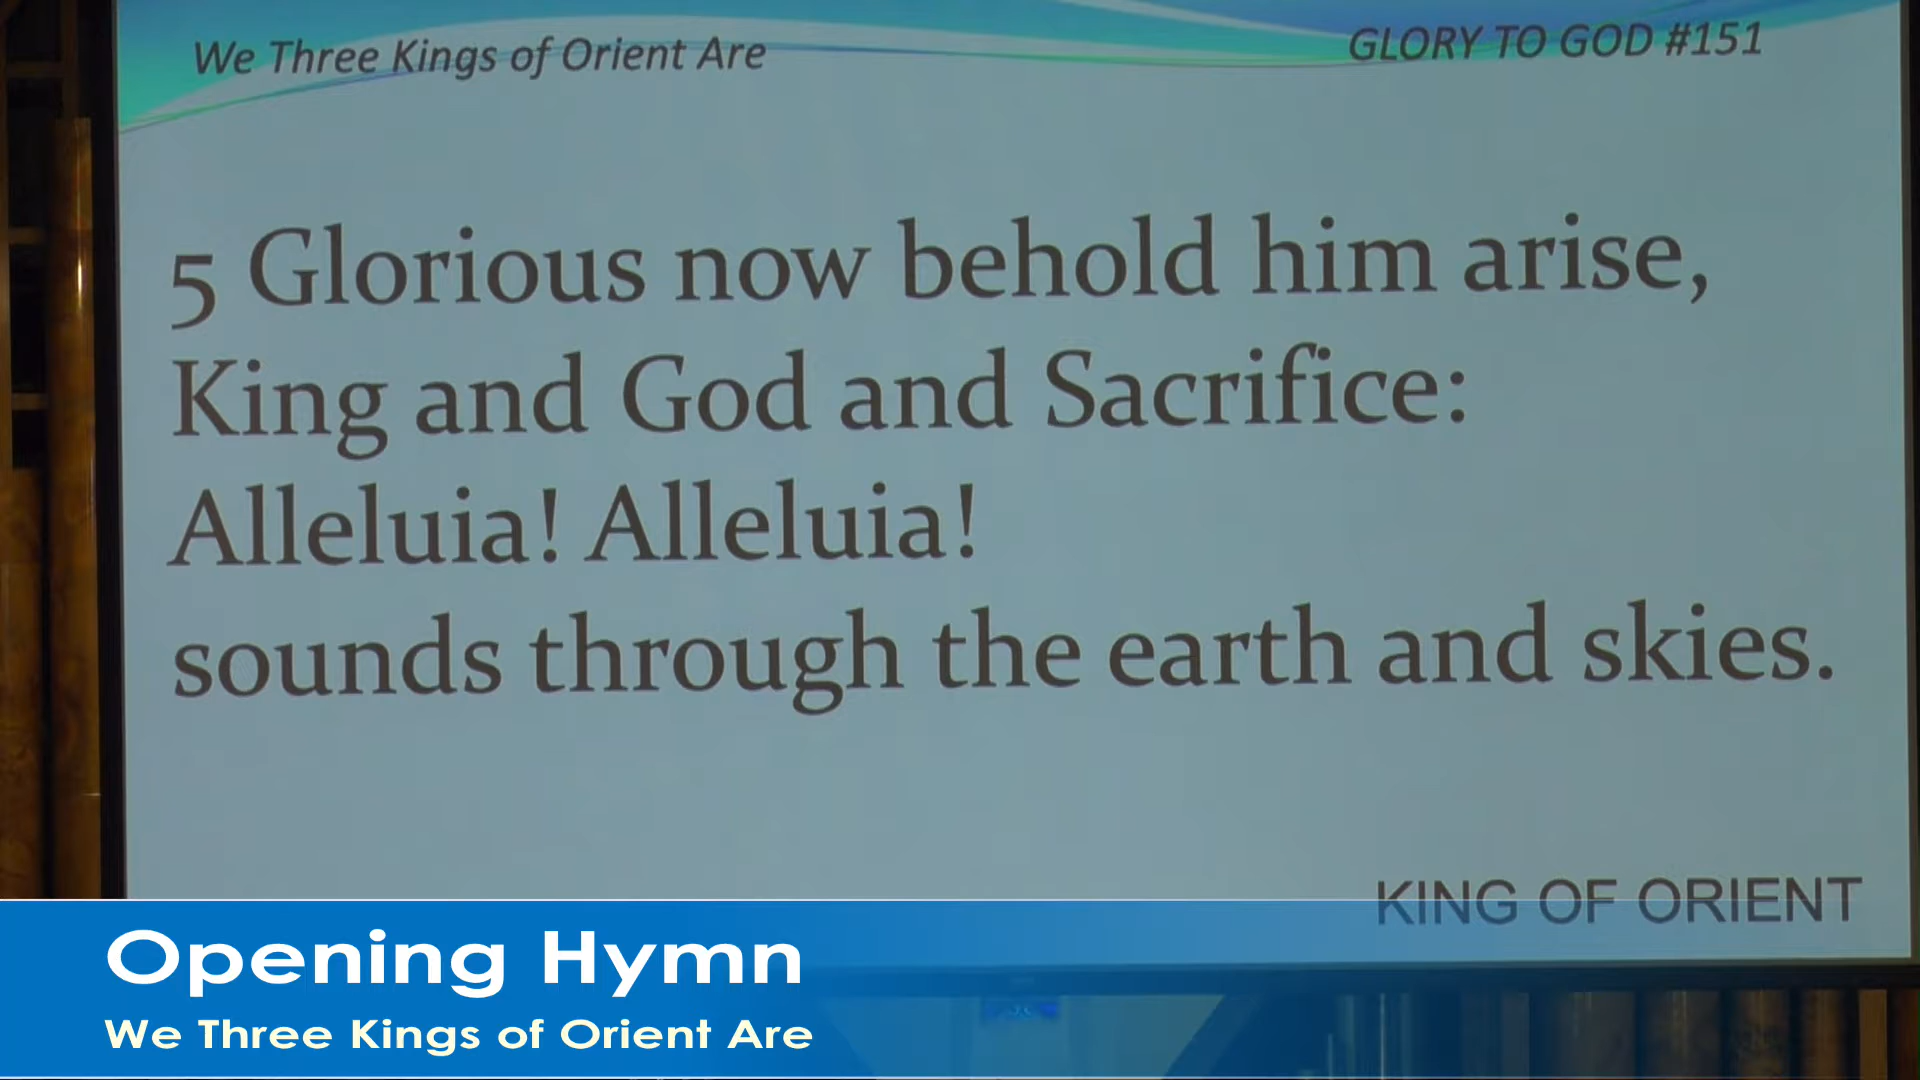 We Three Kings of Orient Are
GLORY TO GOD #151
5 Glorious now behold him arise,
King and God and Sacrifice:
Alleluia! Alleluia!
sounds through the earth and skies.
KING OF ORIENT
Opening Hymn
We Three Kings of Orient Are